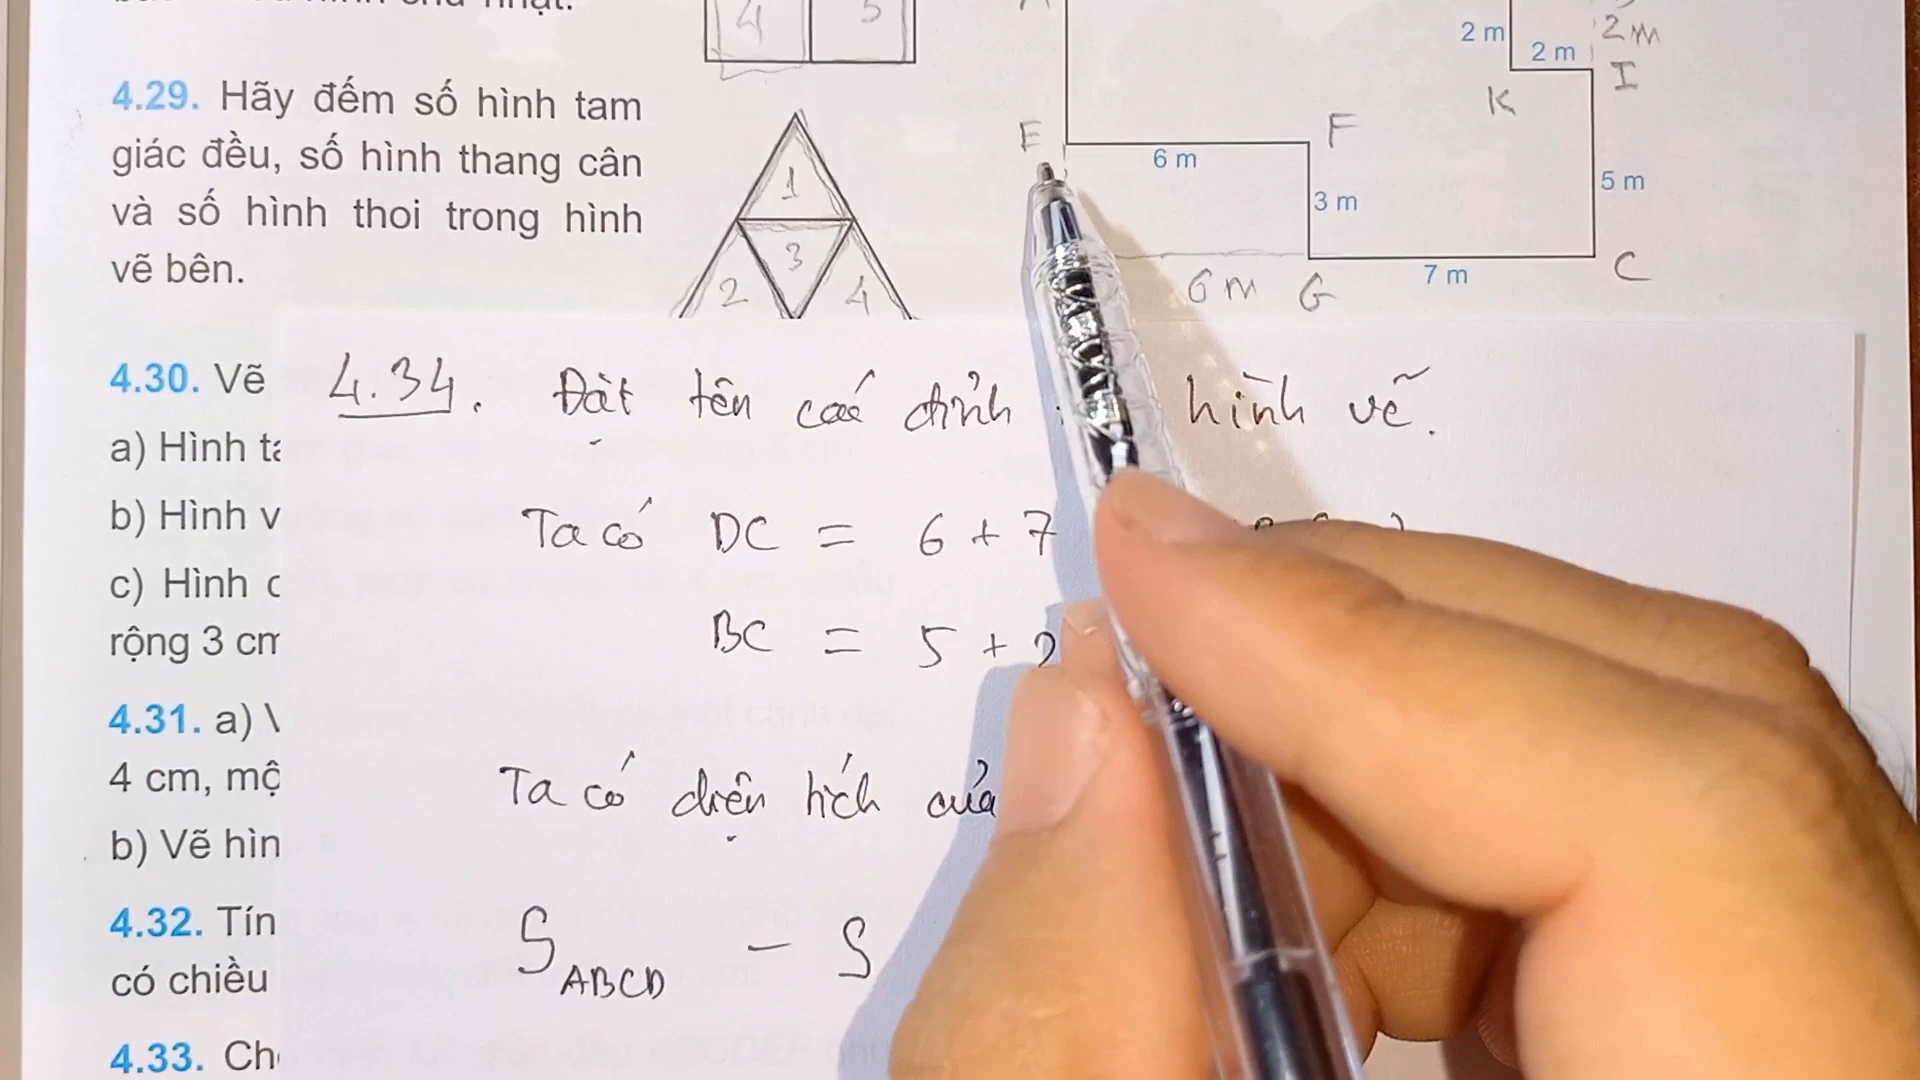 4.29. Hãy đếm số hình tam
giác đều, số hình thang cân
và số hình thoi trong hình
vẽ bên.
4.30. Vẽ
a) Hình
b) Hình
c) Hình
rộng 3 cm
4.31. a)
4 cm, một
b) Vẽ hìn
4.32. Tín
có chiều
4.33. Ch
4 5
1
2 3 4
2 m 2 m
2 m
I
K
E F
6 m
5 m
3 m
6 m G
7 m
C
4.34. Đặt tên các đỉnh hình vẽ.
Ta có DC = 6 + 7
BC = 5 + 2
Ta có diện tích của
S ABCD - S